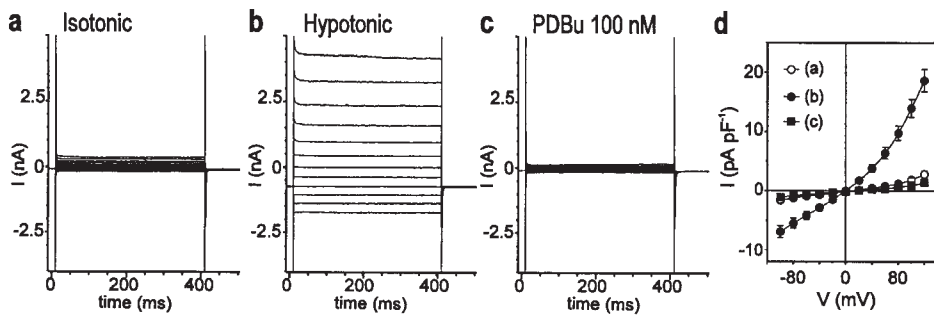 a Isotonic
I (nA)
2.5
0
-2.5
0 200 400
time (ms)
b Hypotonic
I (nA)
2.5
0
-2.5
0 200 400
time (ms)
c PDBu 100 nM
I (nA)
2.5
0
-2.5
0 200 400
time (ms)
d
I (pA pF⁻¹)
20
10
0
-10
(a)
(b)
(c)
-80 0 80
V (mV)